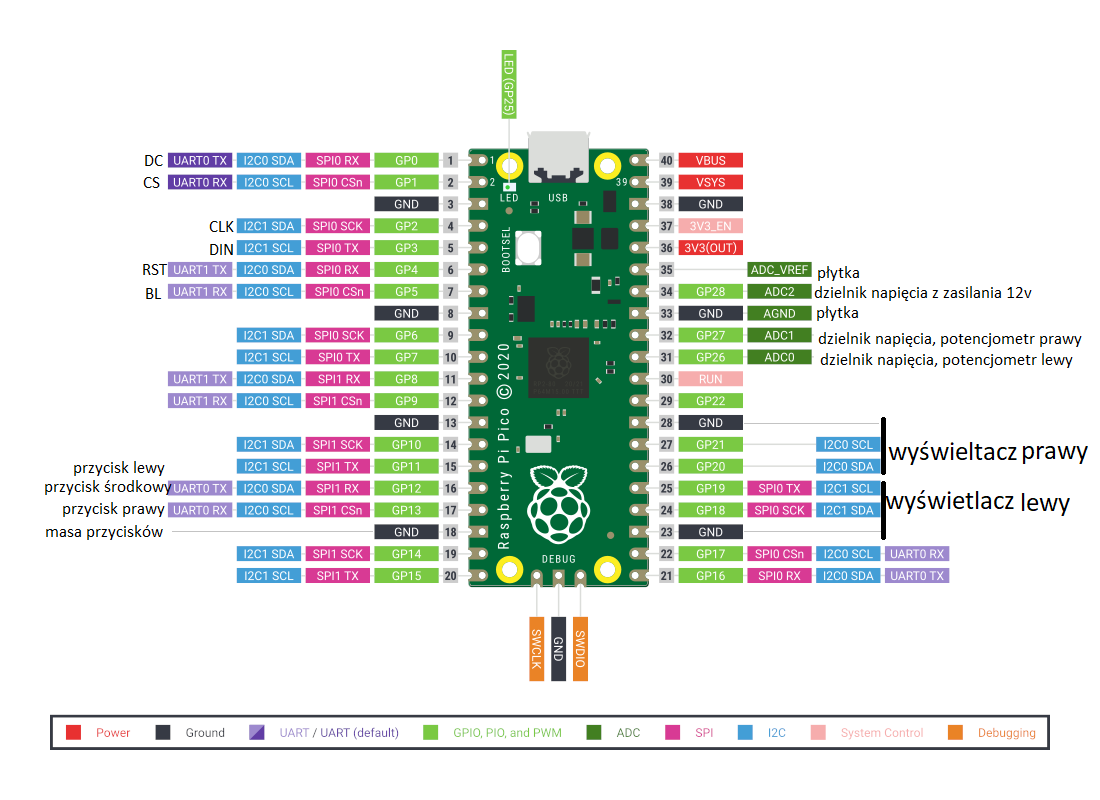 LED (GP25)
DC UART0 TX I2C0 SDA SPI0 RX GP0 1 1 40 VBUS
CS UART0 RX I2C0 SCL SPI0 CSn GP1 2 2 39 39 VSYS
LED USB
GND 3 38 GND
CLK I2C1 SDA SPI0 SCK GP2 4 37 3V3_EN
DIN I2C1 SCL SPI0 TX GP3 5 BOOTSEL 36 3V3(OUT)
RST UART1 TX I2C0 SDA SPI0 RX GP4 6 35 ADC_VREF płytka
BL UART1 RX I2C0 SCL SPI0 CSn GP5 7 34 GP28 ADC2 dzielnik napięcia z zasilania 12v
GND 8 33 GND AGND płytka
I2C1 SDA SPI0 SCK GP6 9 32 GP27 ADC1 dzielnik napięcia, potencjometr prawy
I2C1 SCL SPI0 TX GP7 10 31 GP26 ADC0 dzielnik napięcia, potencjometr lewy
UART1 TX I2C0 SDA SPI1 RX GP8 11 30 RUN
UART1 RX I2C0 SCL SPI1 CSn GP9 12 29 GP22
GND 13 28 GND
Raspberry Pi Pico © 2020
I2C1 SDA SPI1 SCK GP10 14 27 GP21 I2C0 SCL wyświeltacz prawy
przycisk lewy I2C1 SCL SPI1 TX GP11 15 26 GP20 I2C0 SDA
przycisk środkowy UART0 TX I2C0 SDA SPI1 RX GP12 16 25 GP19 SPI0 TX I2C1 SCL wyświetlacz lewy
przycisk prawy UART0 RX I2C0 SCL SPI1 CSn GP13 17 24 GP18 SPI0 SCK I2C1 SDA
masa przycisków GND 18 23 GND
I2C1 SDA SPI1 SCK GP14 19 DEBUG 22 GP17 SPI0 CSn I2C0 SCL UART0 RX
I2C1 SCL SPI1 TX GP15 20 21 GP16 SPI0 RX I2C0 SDA UART0 TX
SWCLK GND SWDIO
Power Ground UART / UART (default) GPIO, PIO, and PWM ADC SPI I2C System Control Debugging